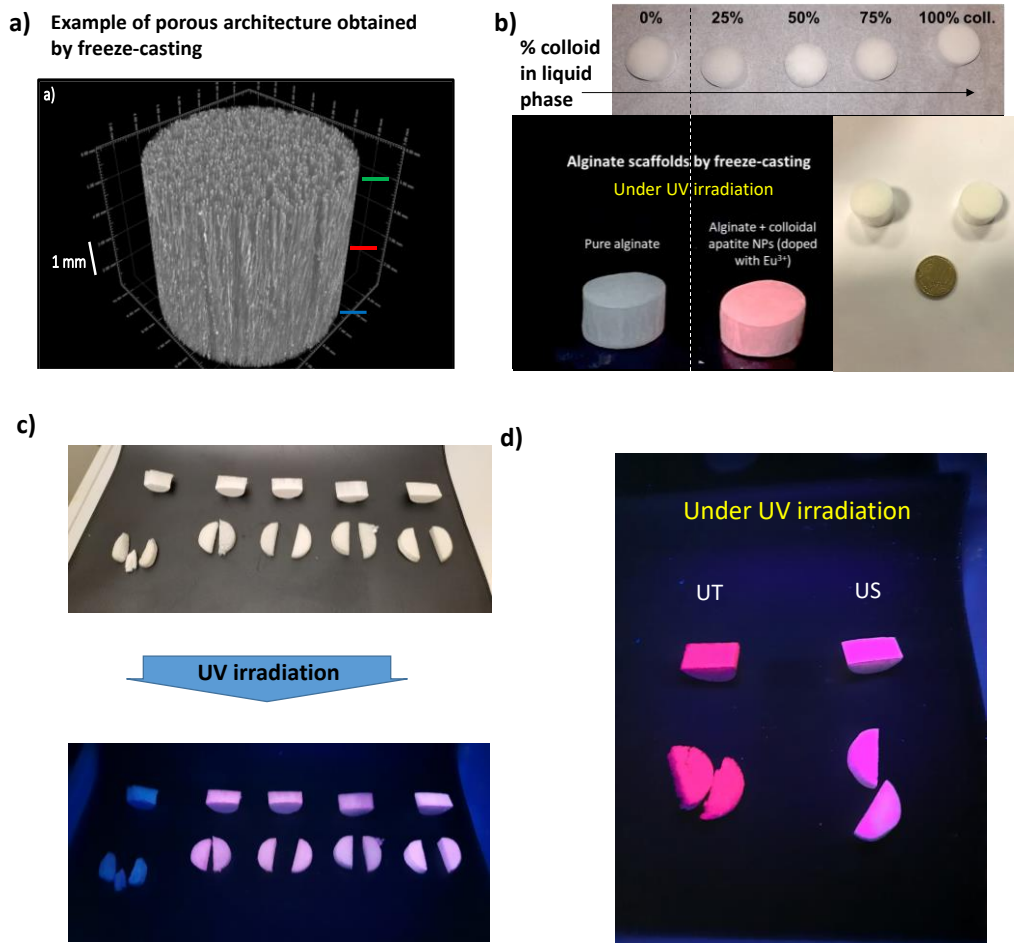 a)
Example of porous architecture obtained
by freeze-casting
a)
1 mm
b)
0% 25% 50% 75% 100% coll.
% colloid
in liquid
phase
Alginate scaffolds by freeze-casting
Under UV irradiation
Pure alginate
Alginate + colloidal
apatite NPs (doped
with Eu³⁺)
c)
UV irradiation
d)
Under UV irradiation
UT US